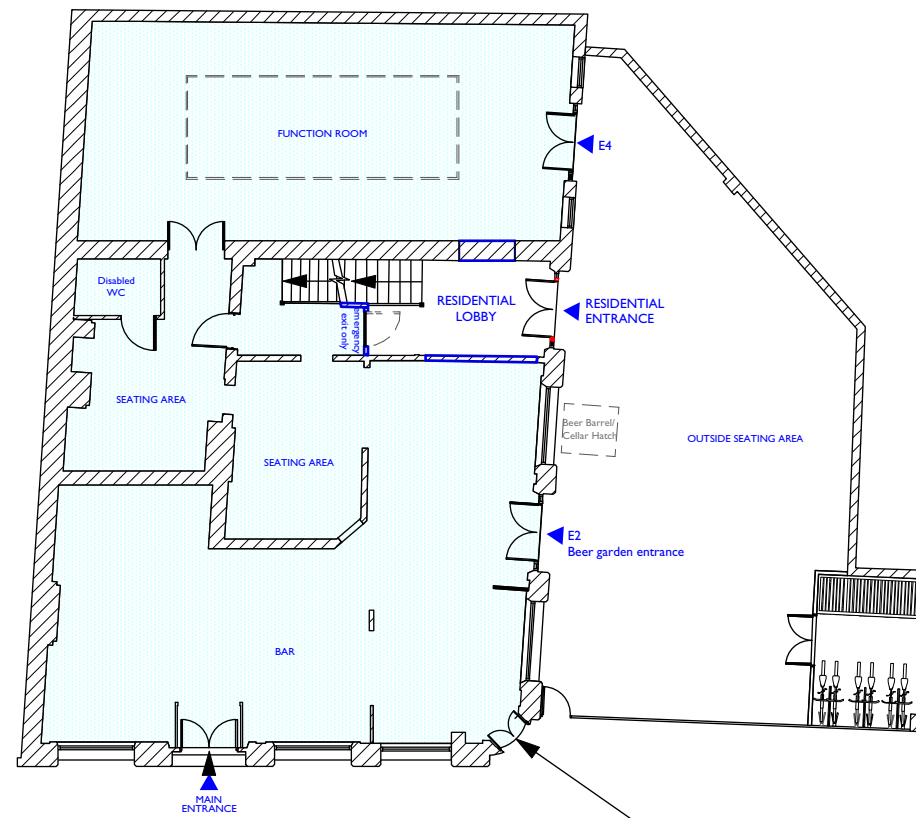 FUNCTION ROOM
E4
Disabled
WC
RESIDENTIAL
LOBBY
RESIDENTIAL
ENTRANCE
emergency
exit only
SEATING AREA
Beer Barrel/
Cellar Hatch
OUTSIDE SEATING AREA
SEATING AREA
E2
Beer garden entrance
BAR
MAIN
ENTRANCE